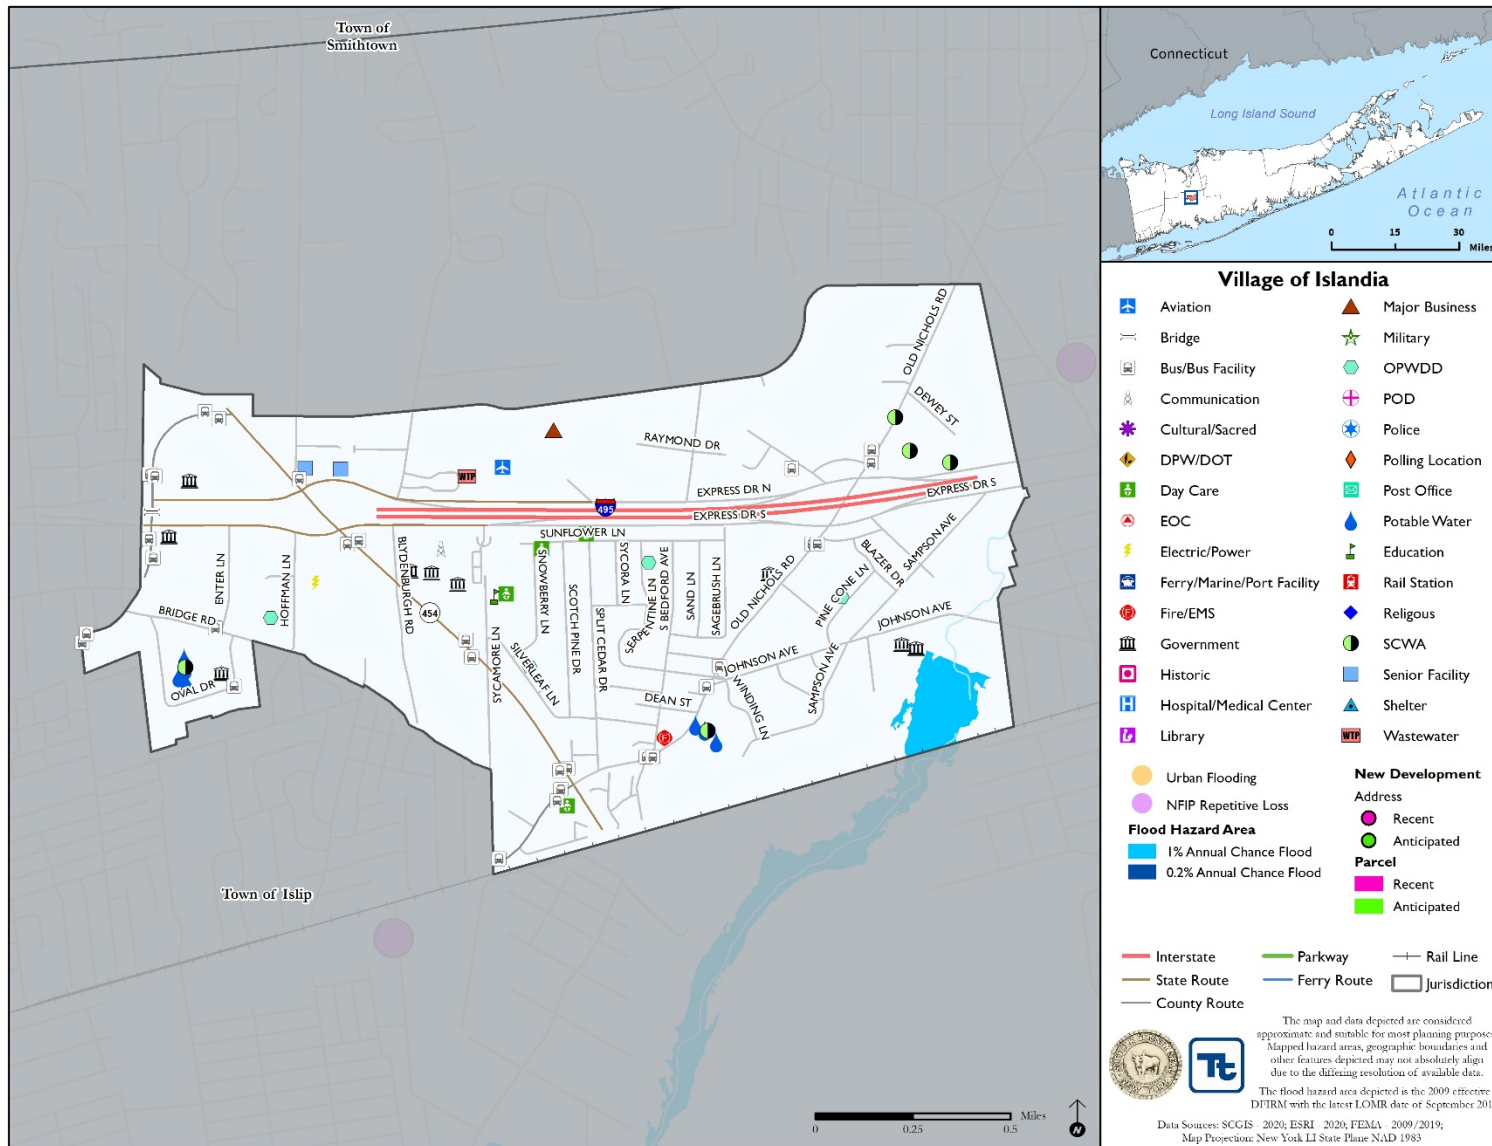 Town of
Smithtown
Connecticut
Long Island Sound
Atlantic
Ocean
0 15 30
Miles
OLD NICHOLS RD
DEWEY ST
RAYMOND DR
EXPRESS DR N
EXPRESS DR S
495
EXPRESS DR S
WTP
SUNFLOWER LN
ENTER LN
HOFFMAN LN
BLYDENBURGH RD
454
BRIDGE RD
OVAL DR
SYCAMORE LN
SILVERLEAF LN
SNOWBERRY LN
SCOTCH PINE DR
SPLIT CEDAR DR
SYCORA LN
SERPENTINE LN
S BEDFORD AVE
SAND LN
SAGEBRUSH LN
OLD NICHOLS RD
PINE CONE LN
BLAZER DR
SAMPSON AVE
JOHNSON AVE
JOHNSON AVE
SAMPSON AVE
WINDING LN
DEAN ST
F
Town of Islip
Miles
0 0.25 0.5
N
Village of Islandia
Aviation
Bridge
Bus/Bus Facility
Communication
Cultural/Sacred
DPW/DOT
Day Care
EOC
Electric/Power
Ferry/Marine/Port Facility
Fire/EMS
Government
Historic
Hospital/Medical Center
Library
Major Business
Military
OPWDD
POD
Police
Polling Location
Post Office
Potable Water
Education
Rail Station
Religous
SCWA
Senior Facility
Shelter
WTP Wastewater
Urban Flooding
NFIP Repetitive Loss
Flood Hazard Area
1% Annual Chance Flood
0.2% Annual Chance Flood
New Development
Address
Recent
Anticipated
Parcel
Recent
Anticipated
Interstate
State Route
County Route
Parkway
Ferry Route
Rail Line
Jurisdiction
Tt
The map and data depicted are considered
approximate and suitable for most planning purposes
Mapped hazard areas, geographic boundaries and
other features depicted may not absolutely align
due to the differing resolution of available data.
The flood hazard area depicted is the 2009 effective
DFIRM with the latest LOMR date of September 201
Data Sources: SCGIS - 2020; ESRI - 2020; FEMA - 2009/2019;
Map Projection: New York LI State Plane NAD 1983